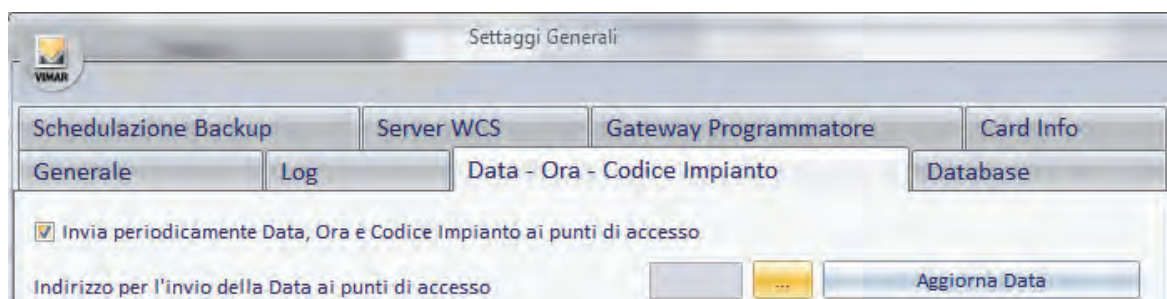 Settaggi Generali
VIMAR
Schedulazione Backup Server WCS Gateway Programmatore Card Info
Generale Log Data - Ora - Codice Impianto Database
Invia periodicamente Data, Ora e Codice Impianto ai punti di accesso
Indirizzo per l'invio della Data ai punti di accesso ... Aggiorna Data